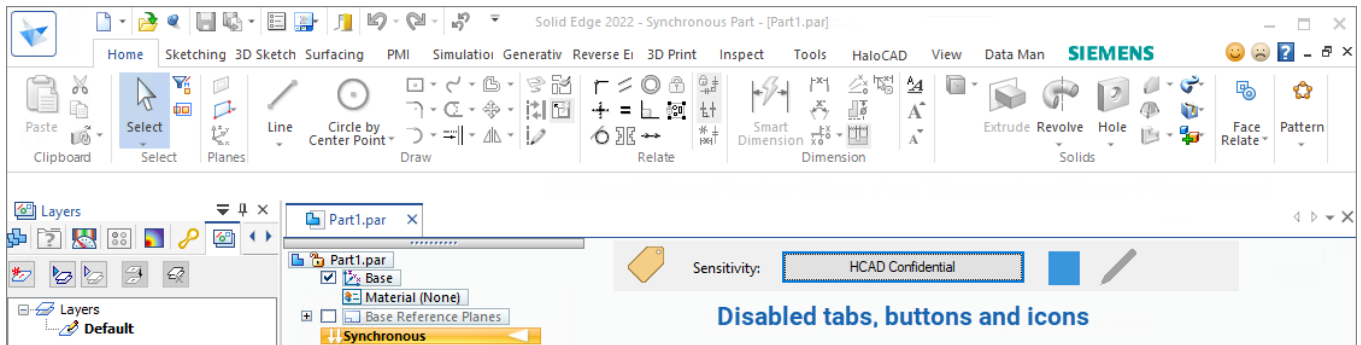 Solid Edge 2022 - Synchronous Part - [Part1.par]
Home Sketching 3D Sketch Surfacing PMI Simulation Generativ Reverse Er 3D Print Inspect Tools HaloCAD View Data Man SIEMENS
Paste Select Line Circle by Center Point Smart Dimension Extrude Revolve Hole Face Relate Pattern
Clipboard Select Planes Draw Relate Dimension Solids
Layers
Part1.par
Part1.par
Base
Material (None)
Base Reference Planes
Synchronous
Layers
Default
Sensitivity: HCAD Confidential
Disabled tabs, buttons and icons